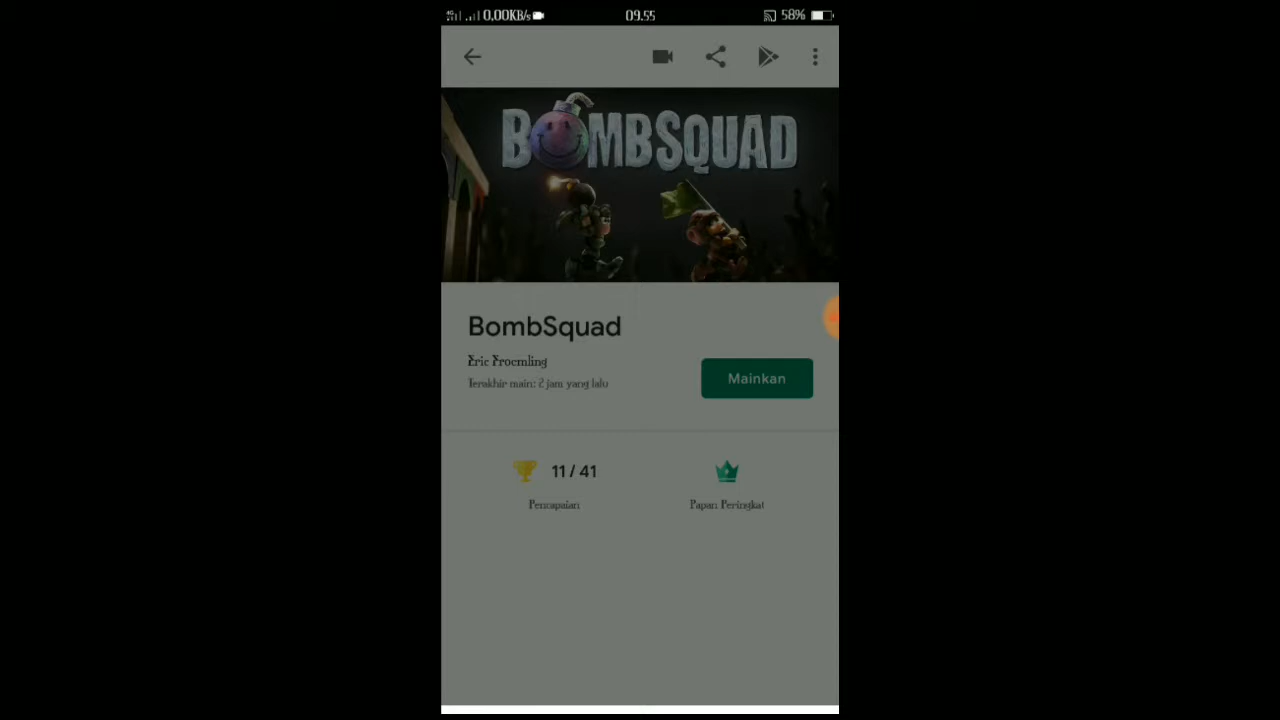 4G 0,00KB/s 09.55 58%
BOMBSQUAD
BombSquad
Eric Froemling
Terakhir main: 2 jam yang lalu
Mainkan
11 / 41
Pencapaian
Papan Peringkat